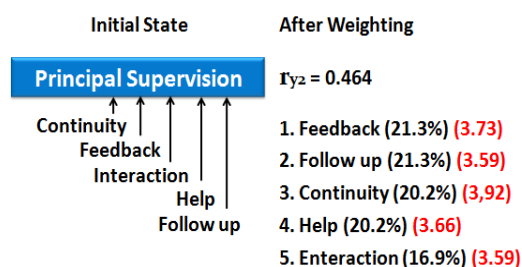 Initial State
After Weighting
Principal Supervision
ry2 = 0.464
Continuity
Feedback
Interaction
Help
Follow up
1. Feedback (21.3%) (3.73)
2. Follow up (21.3%) (3.59)
3. Continuity (20.2%) (3,92)
4. Help (20.2%) (3.66)
5. Enteraction (16.9%) (3.59)